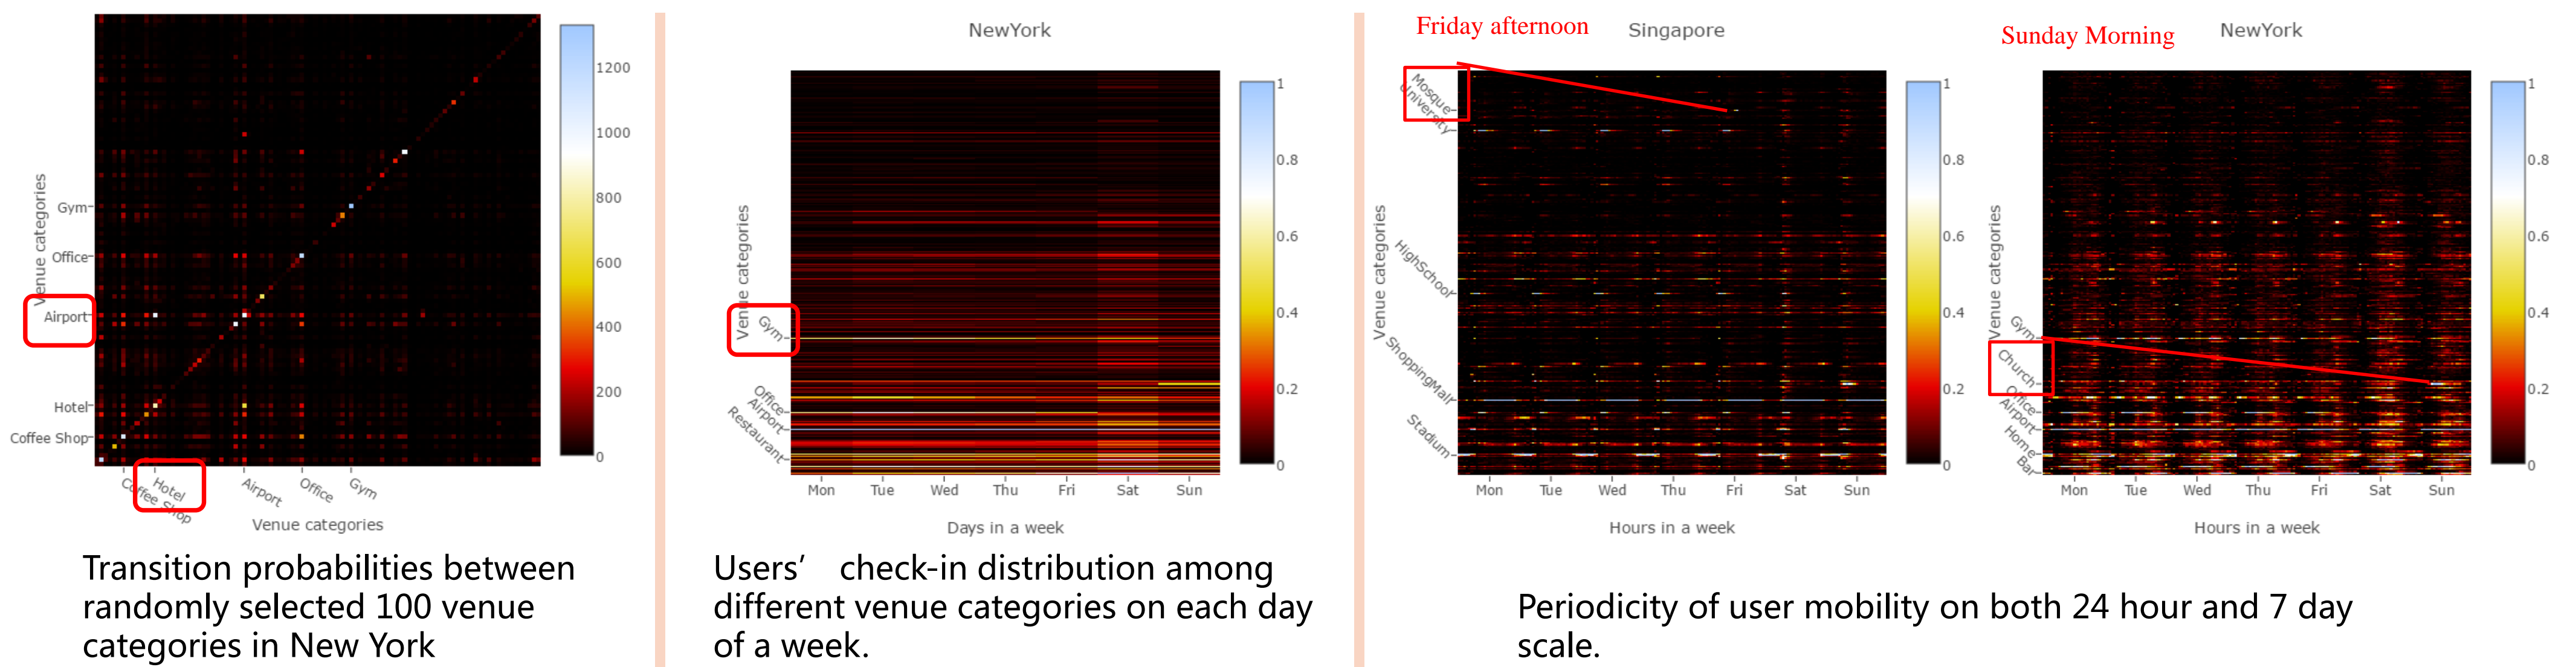 1200
1000
800
600
400
200
0
Venue categories
Gym
Office
Airport
Hotel
Coffee Shop
Coffee Shop
Hotel
Airport
Office
Gym
Venue categories
Transition probabilities between
randomly selected 100 venue
categories in New York
NewYork
1
0.8
0.6
0.4
0.2
0
Venue categories
Gym
Office
Airport
Restaurant
Mon Tue Wed Thu Fri Sat Sun
Days in a week
Users’ check-in distribution among
different venue categories on each day
of a week.
Friday afternoon
Singapore
1
0.8
0.6
0.4
0.2
0
Venue categories
Mosque
University
HighSchool
ShoppingMall
Stadium
Mon Tue Wed Thu Fri Sat Sun
Hours in a week
Sunday Morning
NewYork
1
0.8
0.6
0.4
0.2
0
Venue categories
Gym
Church
Office
Airport
Home
Bar
Mon Tue Wed Thu Fri Sat Sun
Hours in a week
Periodicity of user mobility on both 24 hour and 7 day
scale.